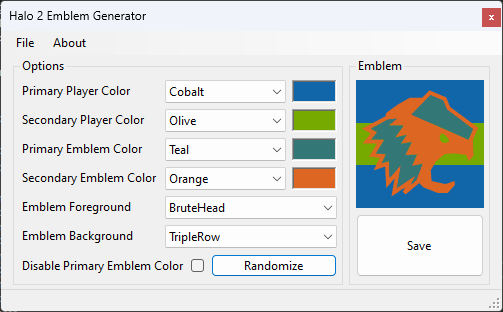 Halo 2 Emblem Generator
x
File About
Options
Emblem
Primary Player Color Cobalt
Secondary Player Color Olive
Primary Emblem Color Teal
Secondary Emblem Color Orange
Emblem Foreground BruteHead
Emblem Background TripleRow
Disable Primary Emblem Color Randomize
Save